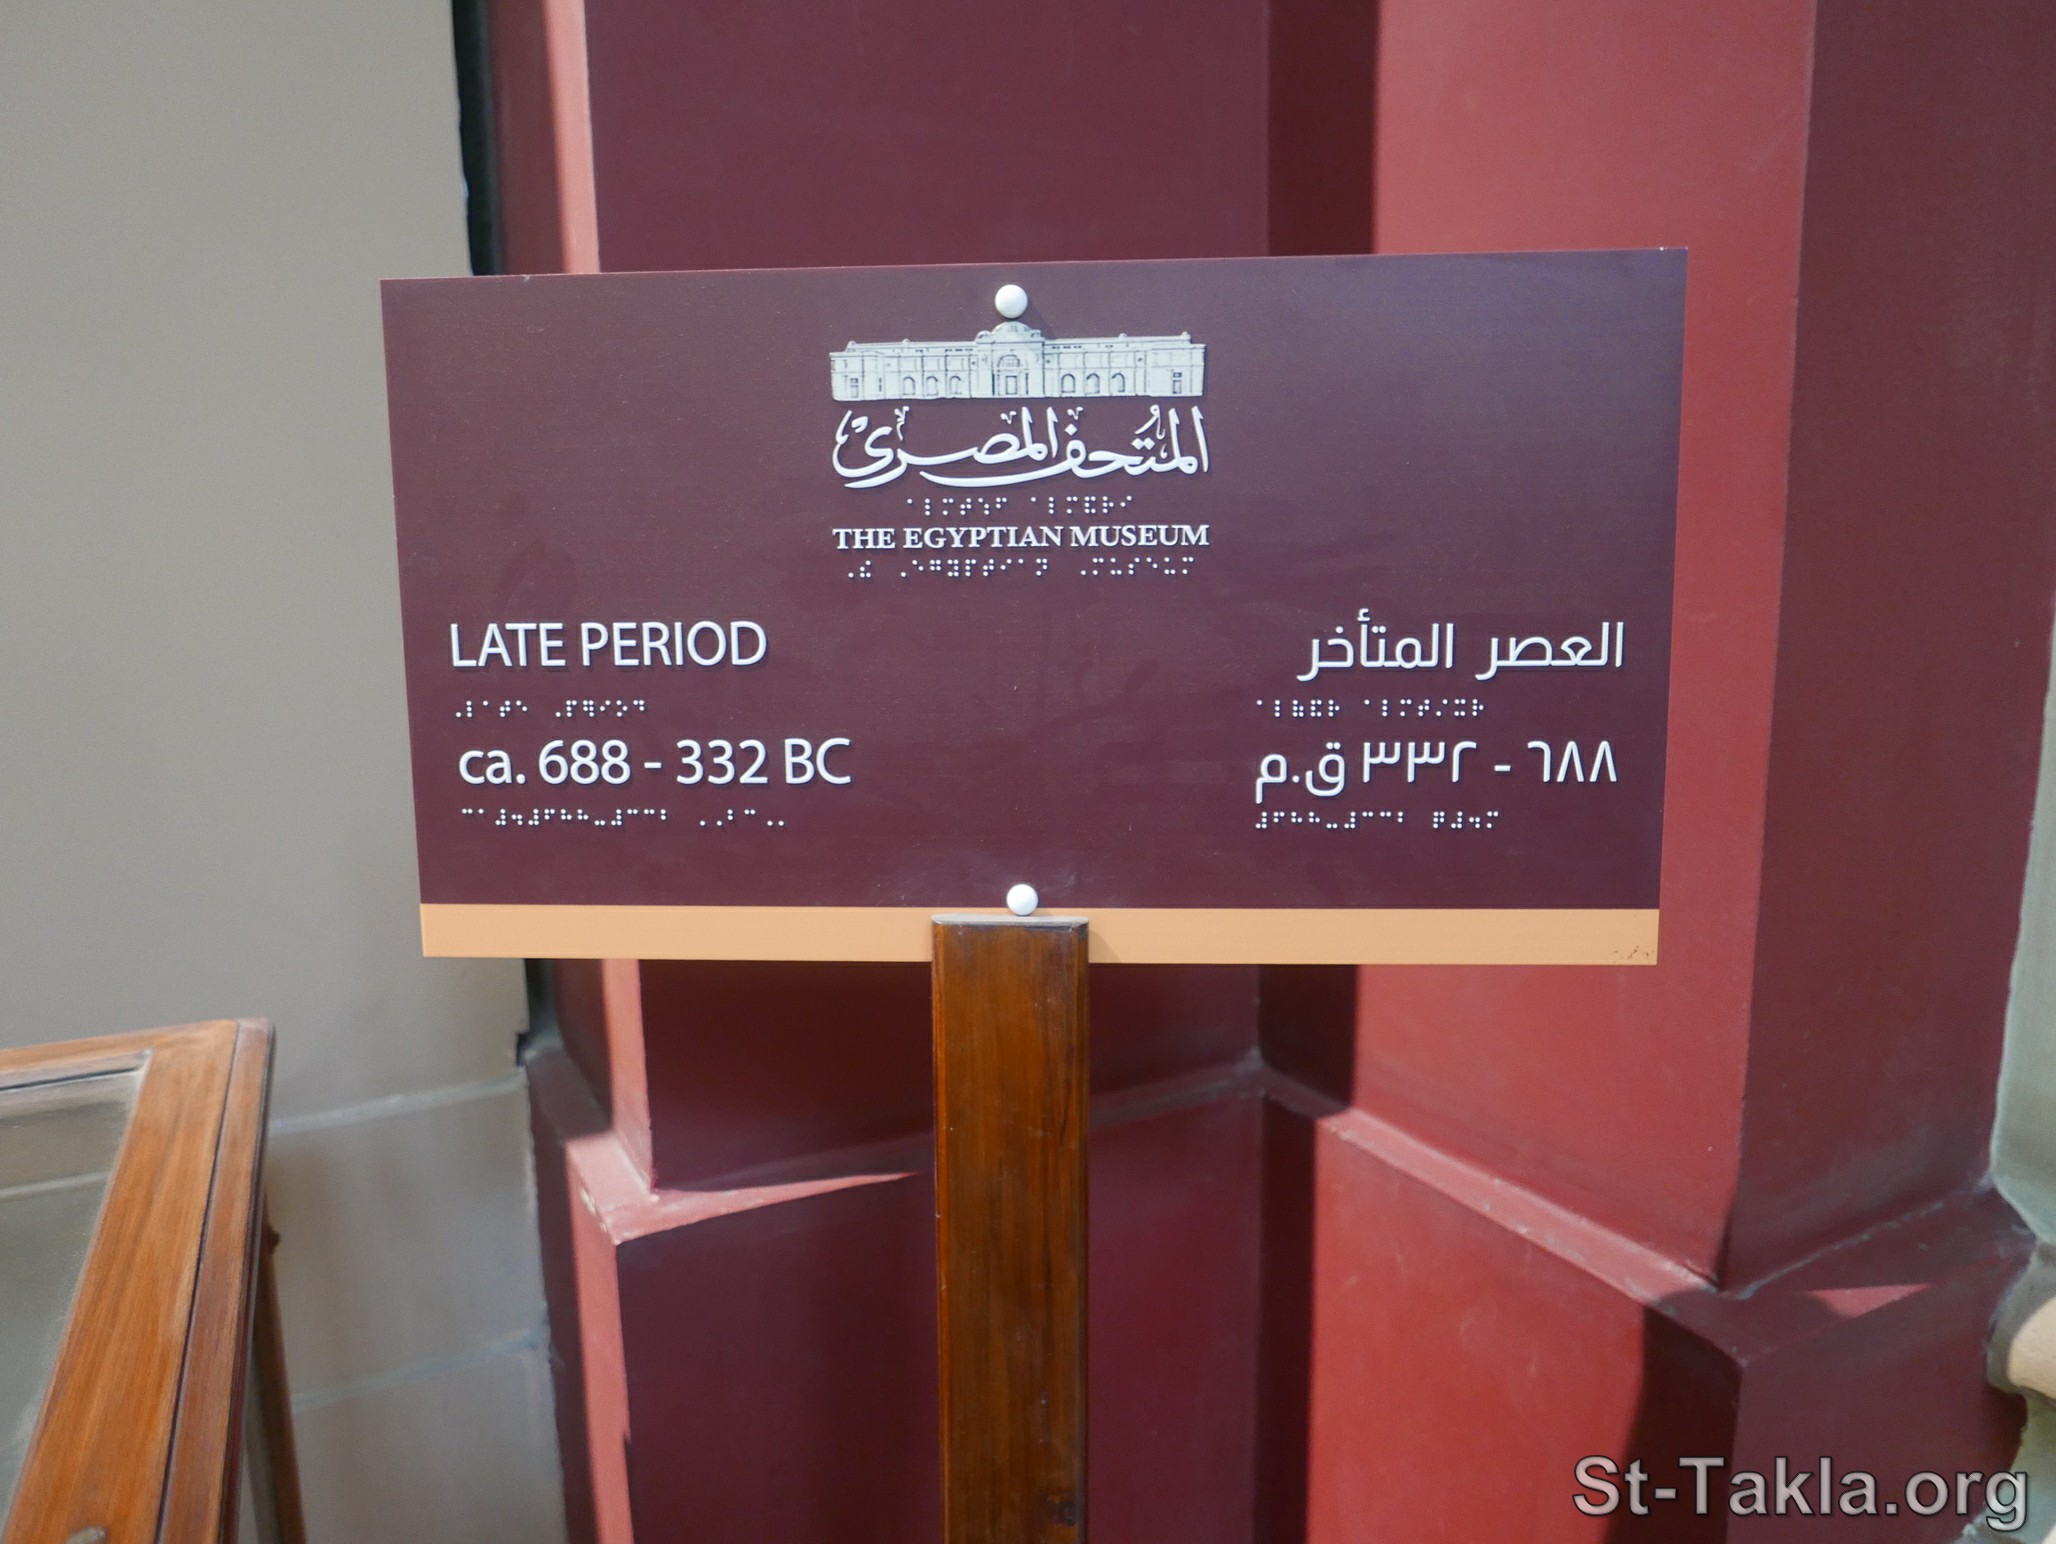 المتحف المصرى
THE EGYPTIAN MUSEUM
LATE PERIOD
ca. 688 - 332 BC
العصر المتأخر
٦٨٨ - ٣٣٢ ق.م
St-Takla.org